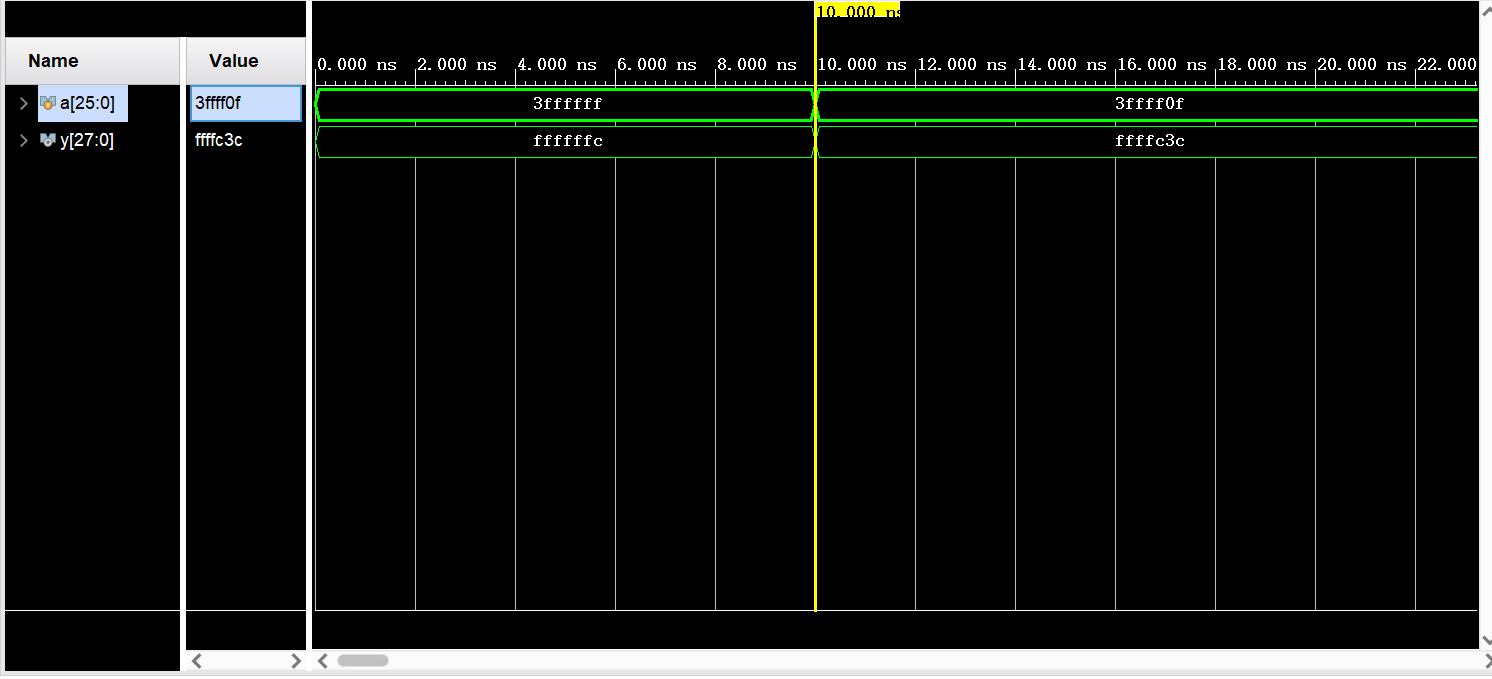 10.000 ns
Name Value
0.000 ns 2.000 ns 4.000 ns 6.000 ns 8.000 ns 10.000 ns 12.000 ns 14.000 ns 16.000 ns 18.000 ns 20.000 ns 22.000
a[25:0] 3ffff0f 3ffffff 3ffff0f
y[27:0] ffffc3c ffffffc ffffc3c